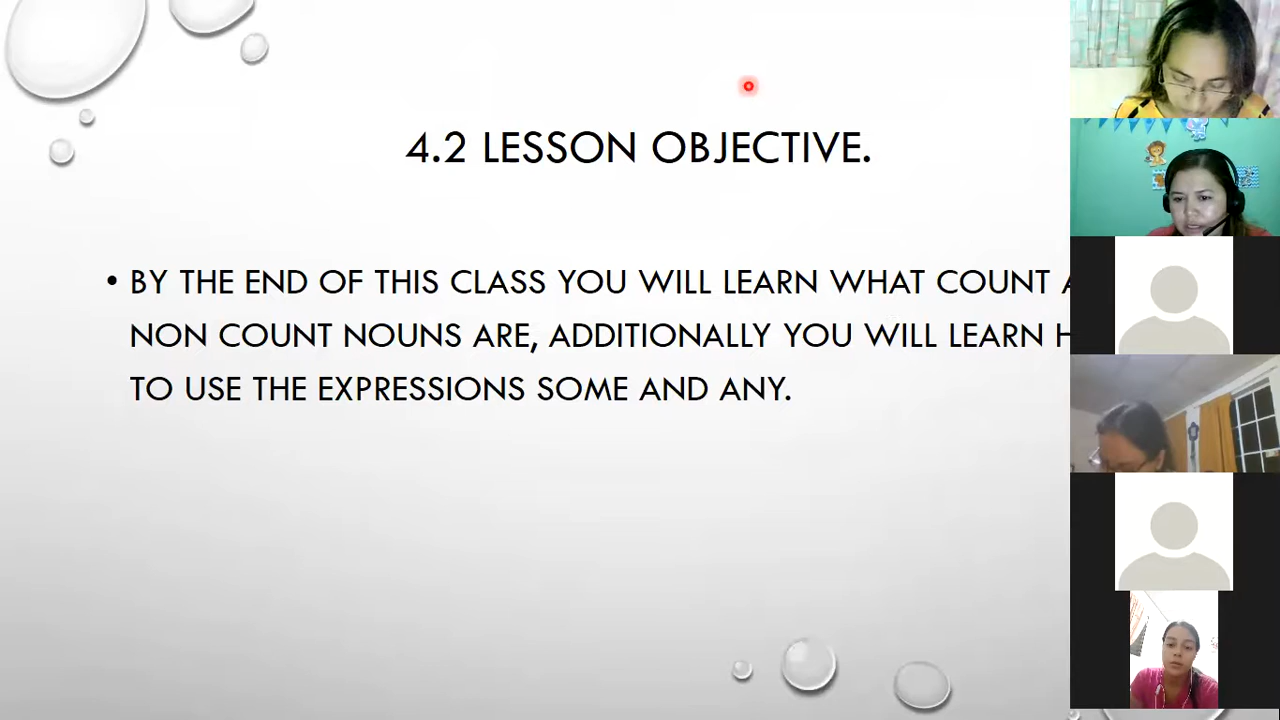 4.2 LESSON OBJECTIVE.
• BY THE END OF THIS CLASS YOU WILL LEARN WHAT COUNT
NON COUNT NOUNS ARE, ADDITIONALLY YOU WILL LEARN
TO USE THE EXPRESSIONS SOME AND ANY.